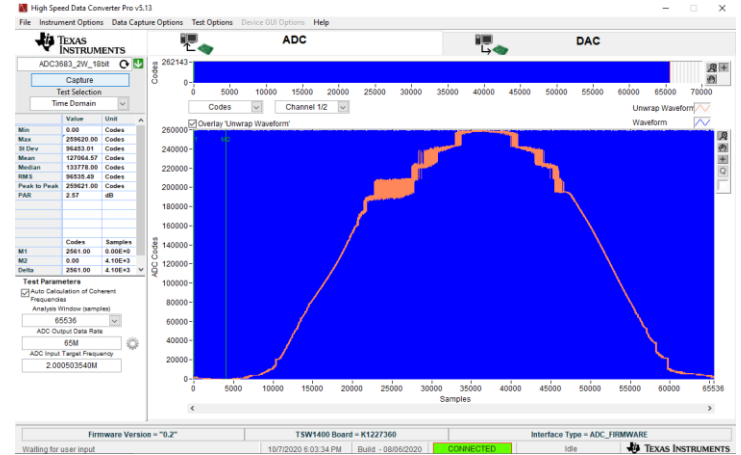 High Speed Data Converter Pro v5.13
File Instrument Options Data Capture Options Test Options Device GUI Options Help
TEXAS INSTRUMENTS
ADC
DAC
ADC3683_2W_18bit
Capture
Test Selection
Time Domain
Value Unit
Min 0.00 Codes
Max 259620.00 Codes
St Dev 96483.01 Codes
Mean 127064.57 Codes
Median 133778.00 Codes
RMS 96535.49 Codes
Peak to Peak 259621.00 Codes
PAR 2.57 dB
Codes Samples
M1 2561.00 0.00E+0
M2 0.00 4.10E+3
Delta 2561.00 4.10E+3
Test Parameters
Auto Calculation of Coherent
Frequencies
Analysis Window (samples)
65536
ADC Output Data Rate
65M
ADC Input Target Frequency
2.000503540M
Codes
262143
0
0 5000 10000 15000 20000 25000 30000 35000 40000 45000 50000 55000 60000 65000 70000
Codes
Channel 1/2
Unwrap Waveform
Overlay 'Unwrap Waveform'
Waveform
ADC Codes
260000
240000
220000
200000
180000
160000
140000
120000
100000
80000
60000
40000
20000
0
0 5000 10000 15000 20000 25000 30000 35000 40000 45000 50000 55000 60000 65536
Samples
Firmware Version = "0.2"
TSW1400 Board = K1227360
Interface Type = ADC_FIRMWARE
Waiting for user input
10/7/2020 6:03:34 PM
Build - 08/06/2020
CONNECTED
Idle
TEXAS INSTRUMENTS